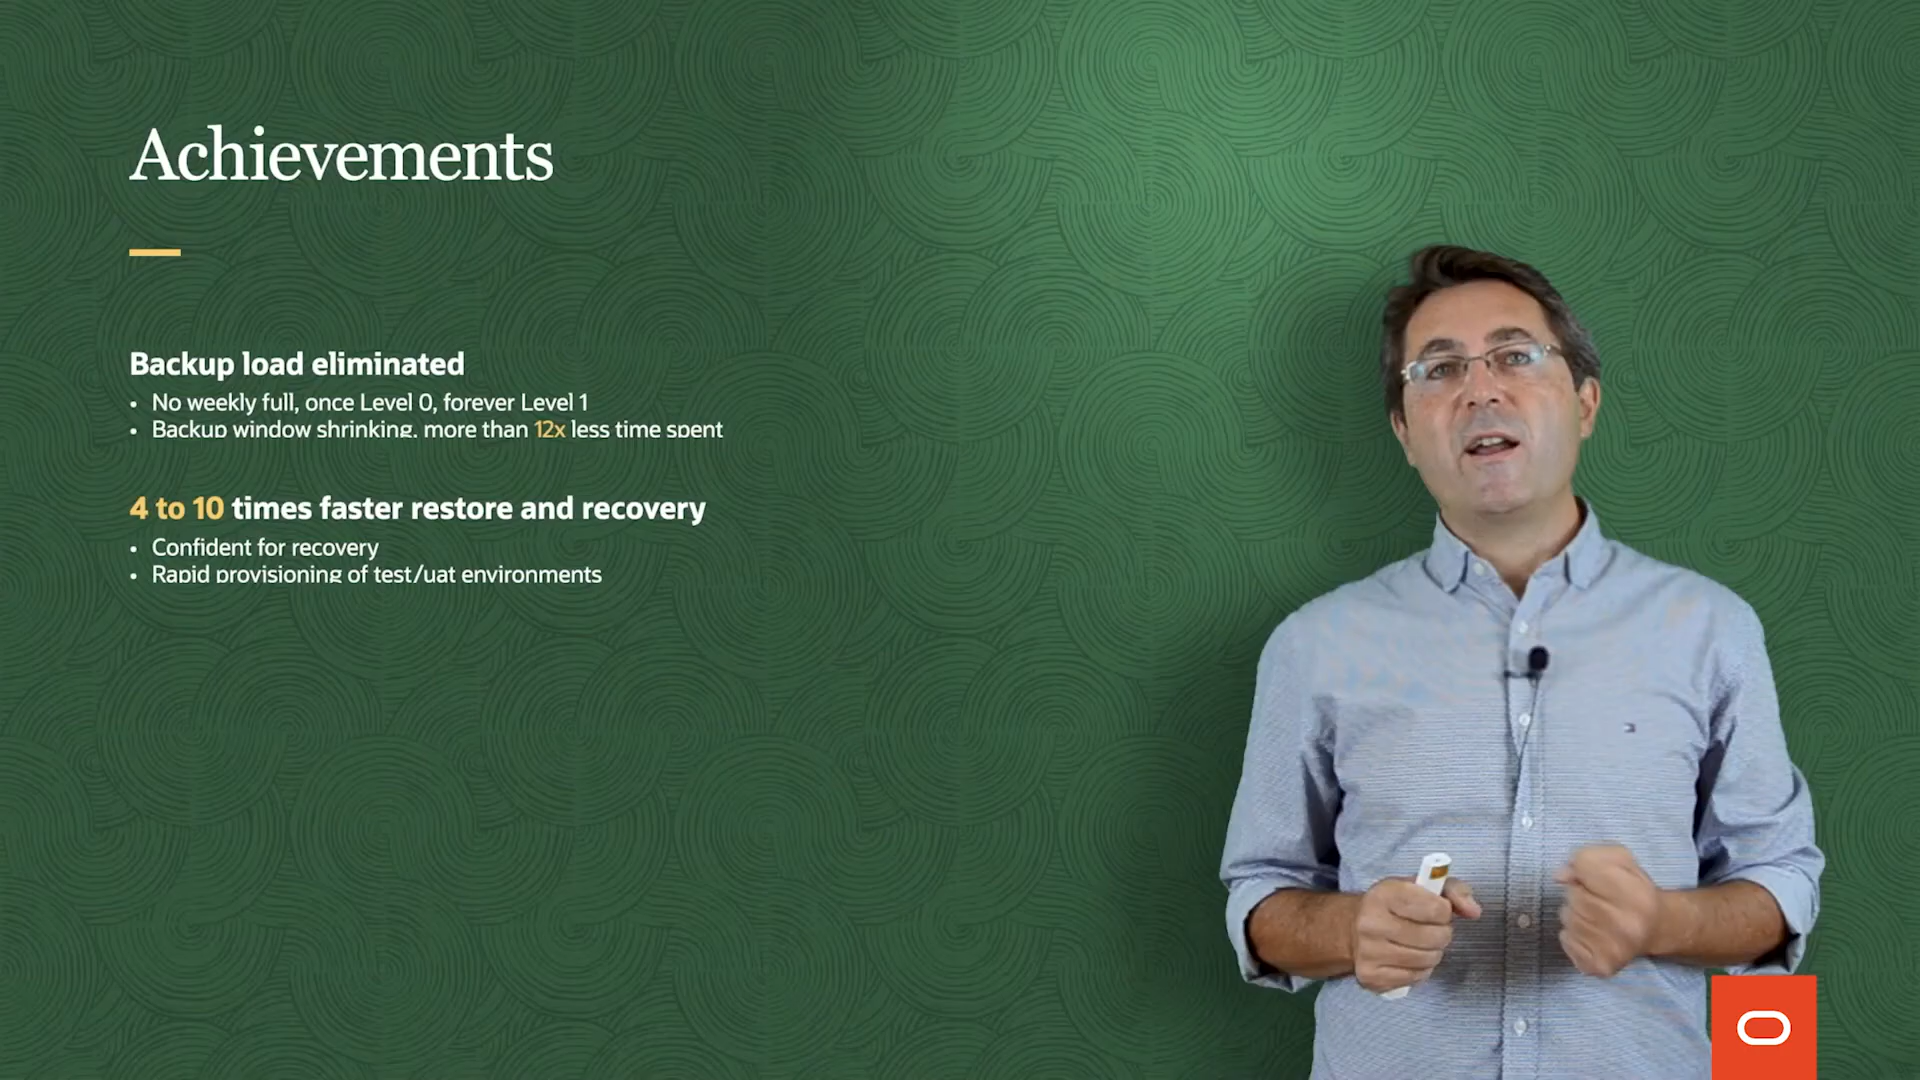 Achievements
Backup load eliminated
• No weekly full, once Level 0, forever Level 1
• Backup window shrinking, more than 12x less time spent
4 to 10 times faster restore and recovery
• Confident for recovery
• Rapid provisioning of test/uat environments